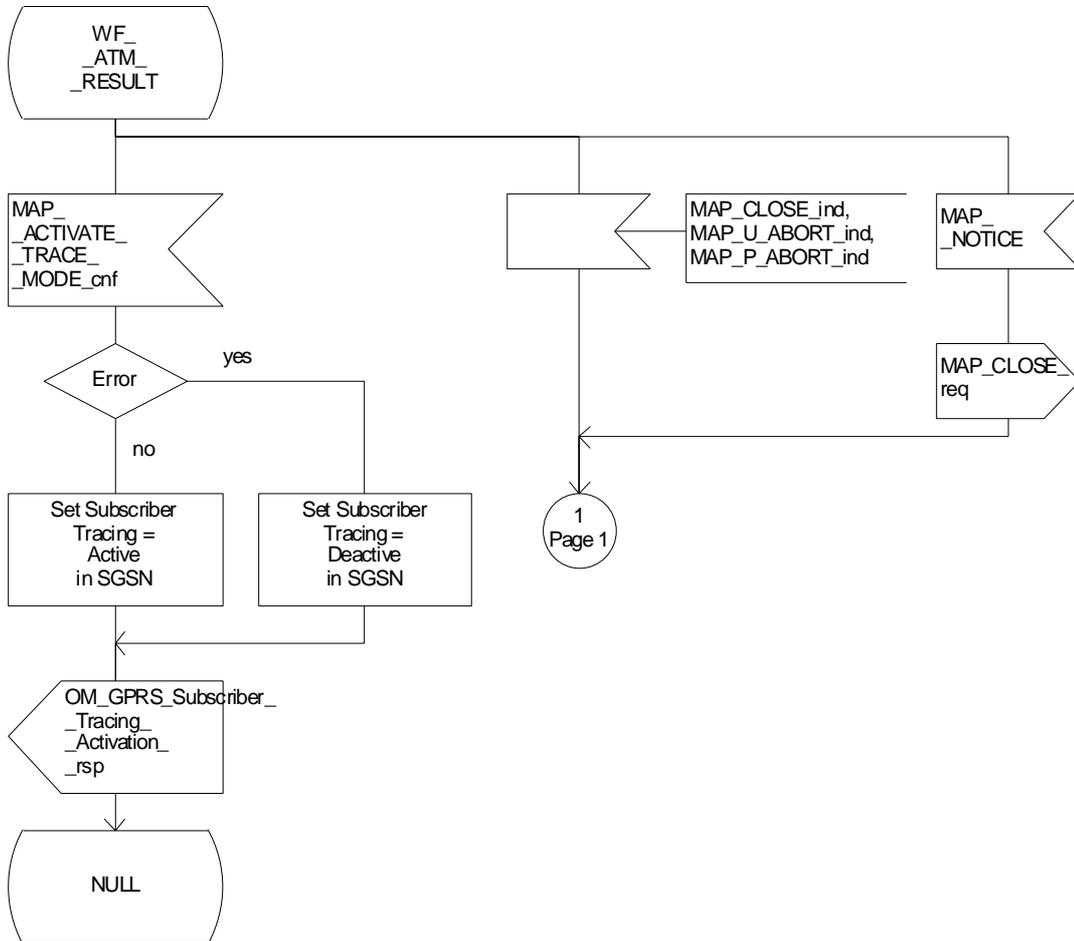 WF_
_ATM_
_RESULT
MAP_
_ACTIVATE_
_TRACE_
_MODE_cnf
MAP_CLOSE_ind,
MAP_U_ABORT_ind,
MAP_P_ABORT_ind
MAP_
_NOTICE
Error
yes
no
MAP_CLOSE_
req
Set Subscriber
Tracing =
Active
in SGSN
Set Subscriber
Tracing =
Deactive
in SGSN
1
Page 1
OM_GPRS_Subscriber_
_Tracing_
_Activation_
_rsp
NULL